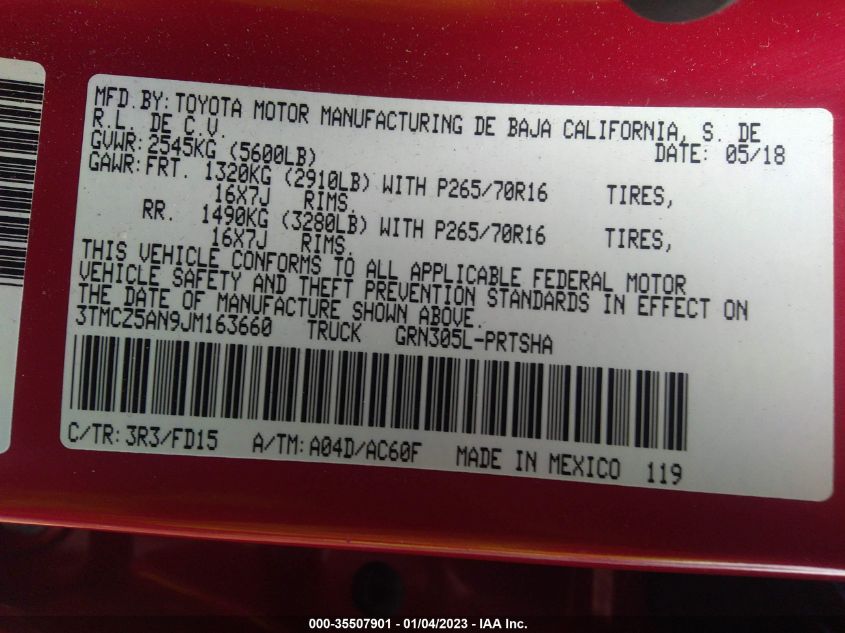 MFD.BY:TOYOTA MOTOR MANUFACTURING DE BAJA CALIFORNIA, S. DE
R.L. DE C.V. DATE: 05/18
GVWR:2545KG (5600LB)
GAWR:FRT. 1320KG (2910LB) WITH P265/70R16 TIRES,
16X7J RIMS,
RR. 1490KG (3280LB) WITH P265/70R16 TIRES,
16X7J RIMS,
THIS VEHICLE CONFORMS TO ALL APPLICABLE FEDERAL MOTOR
VEHICLE SAFETY AND THEFT PREVENTION STANDARDS IN EFFECT ON
THE DATE OF MANUFACTURE SHOWN ABOVE.
3TMCZ5AN9JM163660 TRUCK GRN305L-PRTSHA
C/TR:3R3/FD15 A/TM:A04D/AC60F MADE IN MEXICO 119
000-35507901 - 01/04/2023 - IAA Inc.